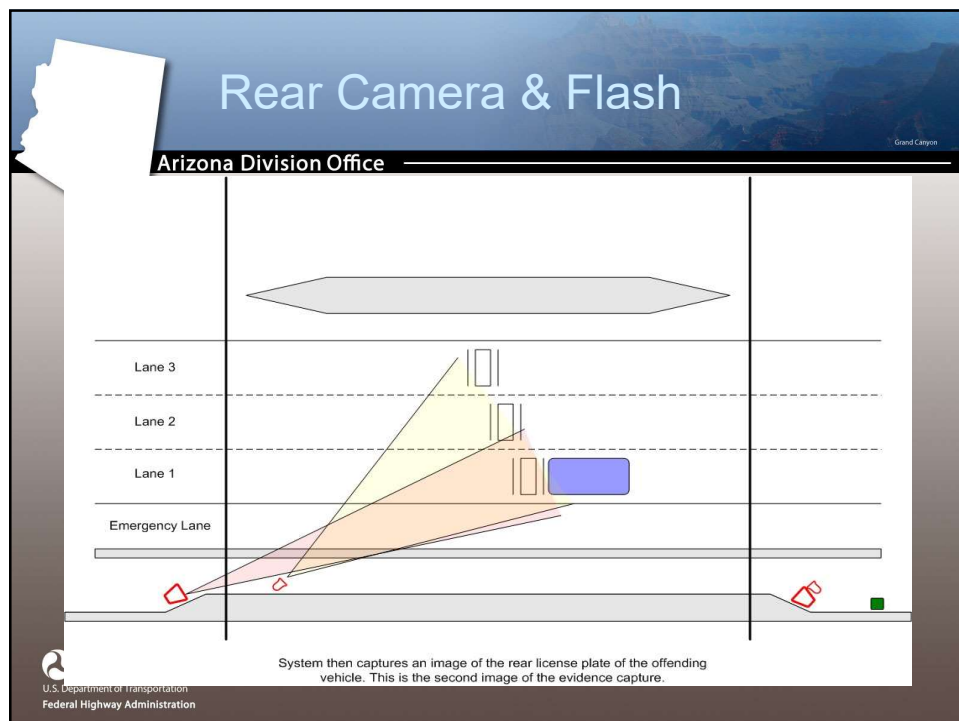 Rear Camera & Flash
Grand Canyon
Arizona Division Office
Lane 3
Lane 2
Lane 1
Emergency Lane
System then captures an image of the rear license plate of the offending
vehicle. This is the second image of the evidence capture.
U.S. Department of Transportation
Federal Highway Administration